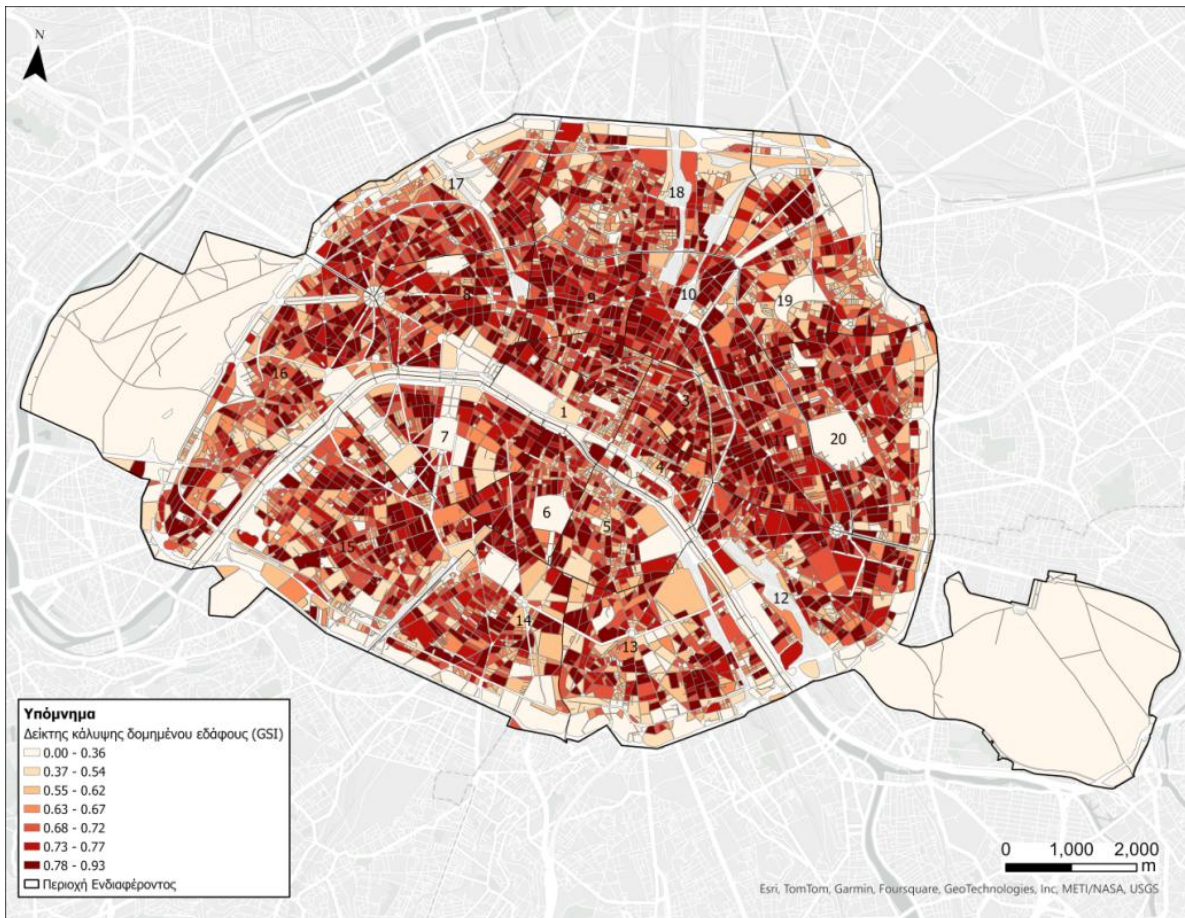 N
17
18
19
8
9
10
16
3
1
11
20
7
4
6
5
15
12
14
13
Υπόμνημα
Δείκτης κάλυψης δομημένου εδάφους (GSI)
0.00 - 0.36
0.37 - 0.54
0.55 - 0.62
0.63 - 0.67
0.68 - 0.72
0.73 - 0.77
0.78 - 0.93
Περιοχή Ενδιαφέροντος
0 1,000 2,000
m
Esri, TomTom, Garmin, Foursquare, GeoTechnologies, Inc, METI/NASA, USGS